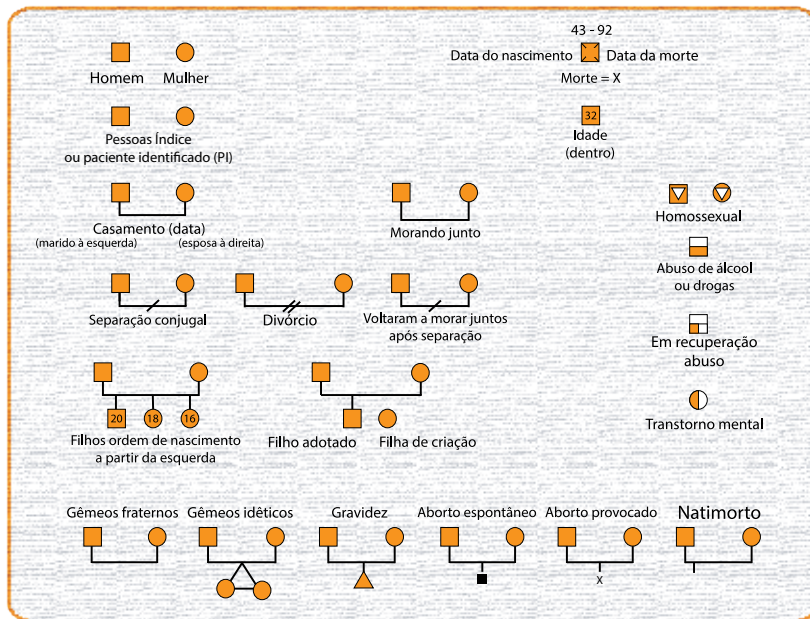 43 - 92
Data do nascimento
Data da morte
Homem
Mulher
Morte = X
32
Pessoas Índice
ou paciente identificado (PI)
Idade
(dentro)
Casamento (data)
(marido à esquerda)
(esposa à direita)
Morando junto
Homossexual
Abuso de álcool
ou drogas
Separação conjugal
Divórcio
Voltaram a morar juntos
após separação
Em recuperação
abuso
20
18
16
Filhos ordem de nascimento
a partir da esquerda
Filho adotado
Filha de criação
Transtorno mental
Gêmeos fraternos
Gêmeos idêticos
Gravidez
Aborto espontâneo
Aborto provocado
Natimorto
x